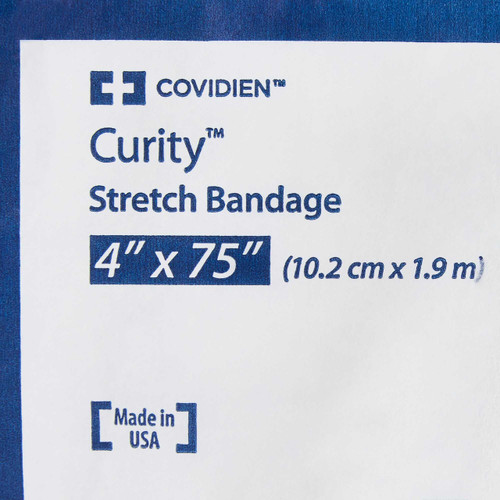 COVIDIEN™
Curity™
Stretch Bandage
4" x 75" (10.2 cm x 1.9 m)
Made in
USA